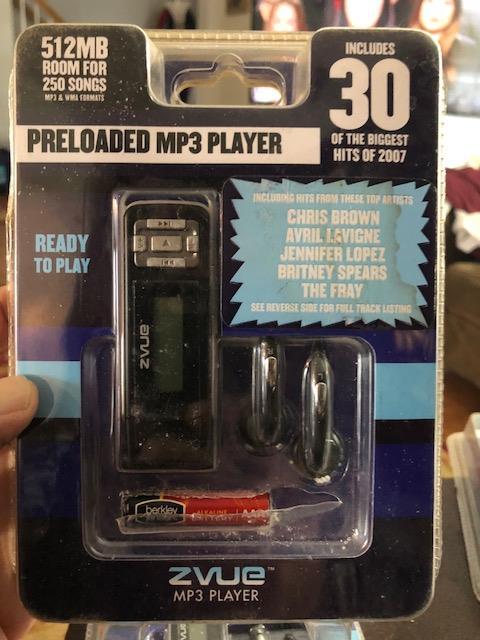 512MB
ROOM FOR
250 SONGS
MP3 & WMA FORMATS
INCLUDES
30
OF THE BIGGEST
HITS OF 2007
PRELOADED MP3 PLAYER
READY
TO PLAY
INCLUDING HITS FROM THESE TOP ARTISTS
CHRIS BROWN
AVRIL LAVIGNE
JENNIFER LOPEZ
BRITNEY SPEARS
THE FRAY
SEE REVERSE SIDE FOR FULL TRACK LISTING
ZVUE
berkley
ALKALINE
ZVUE™
MP3 PLAYER